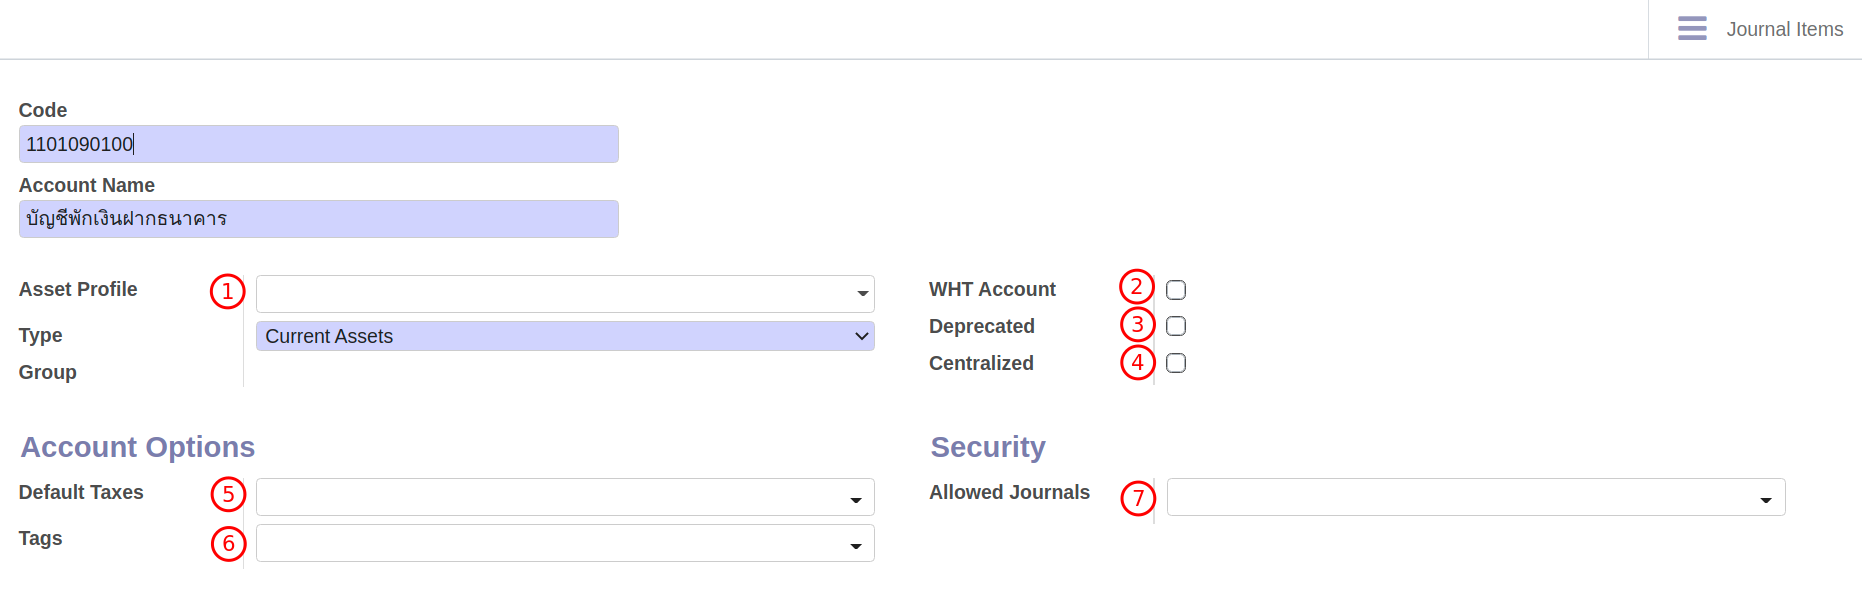 Journal Items
Code
1101090100
Account Name
บัญชีพักเงินฝากธนาคาร
Asset Profile 1
Type Current Assets
Group
WHT Account 2
Deprecated 3
Centralized 4
Account Options
Default Taxes 5
Tags 6
Security
Allowed Journals 7